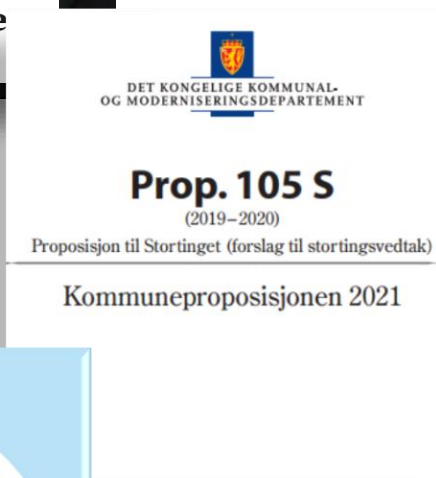 e
DET KONGELIGE KOMMUNAL-
OG MODERNISERINGSDEPARTEMENT
Prop. 105 S
(2019–2020)
Proposisjon til Stortinget (forslag til stortingsvedtak)
Kommuneproposisjonen 2021